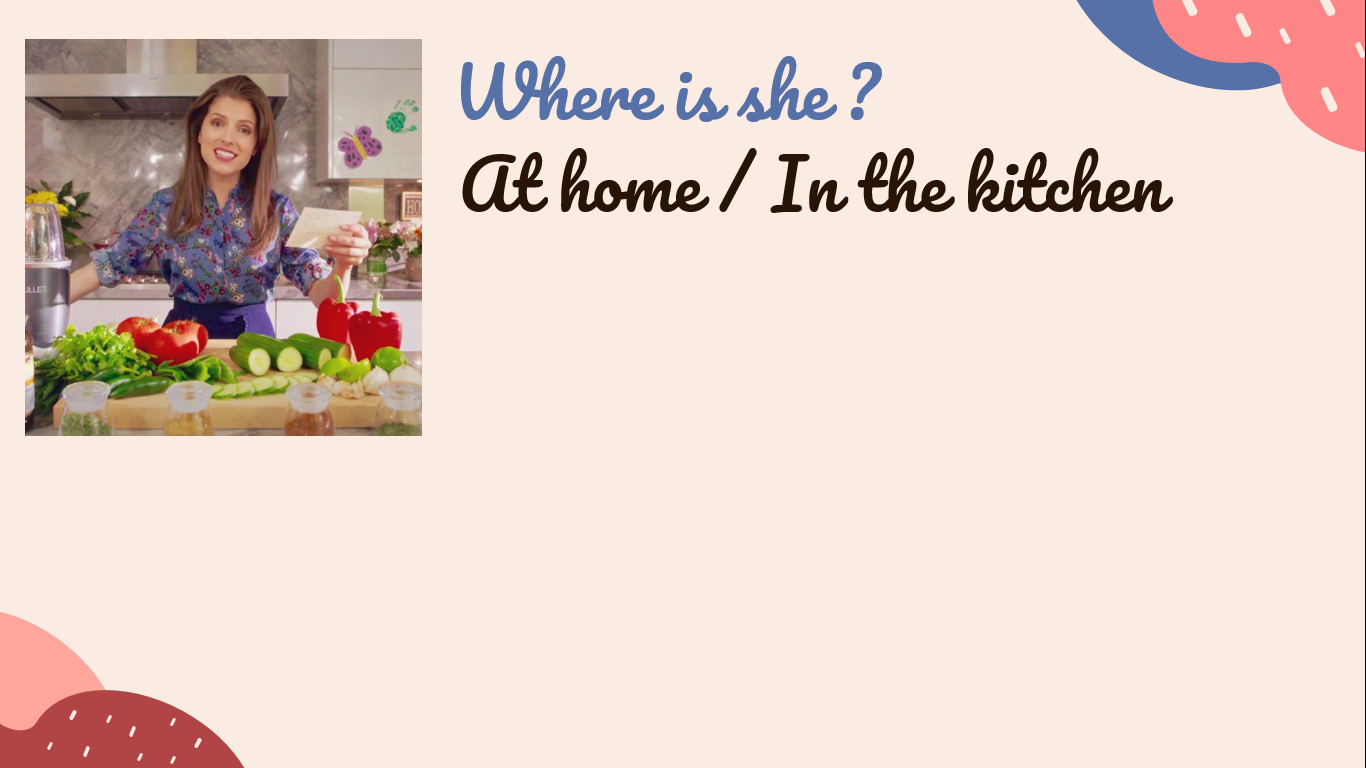 Where is she ?
At home / In the kitchen